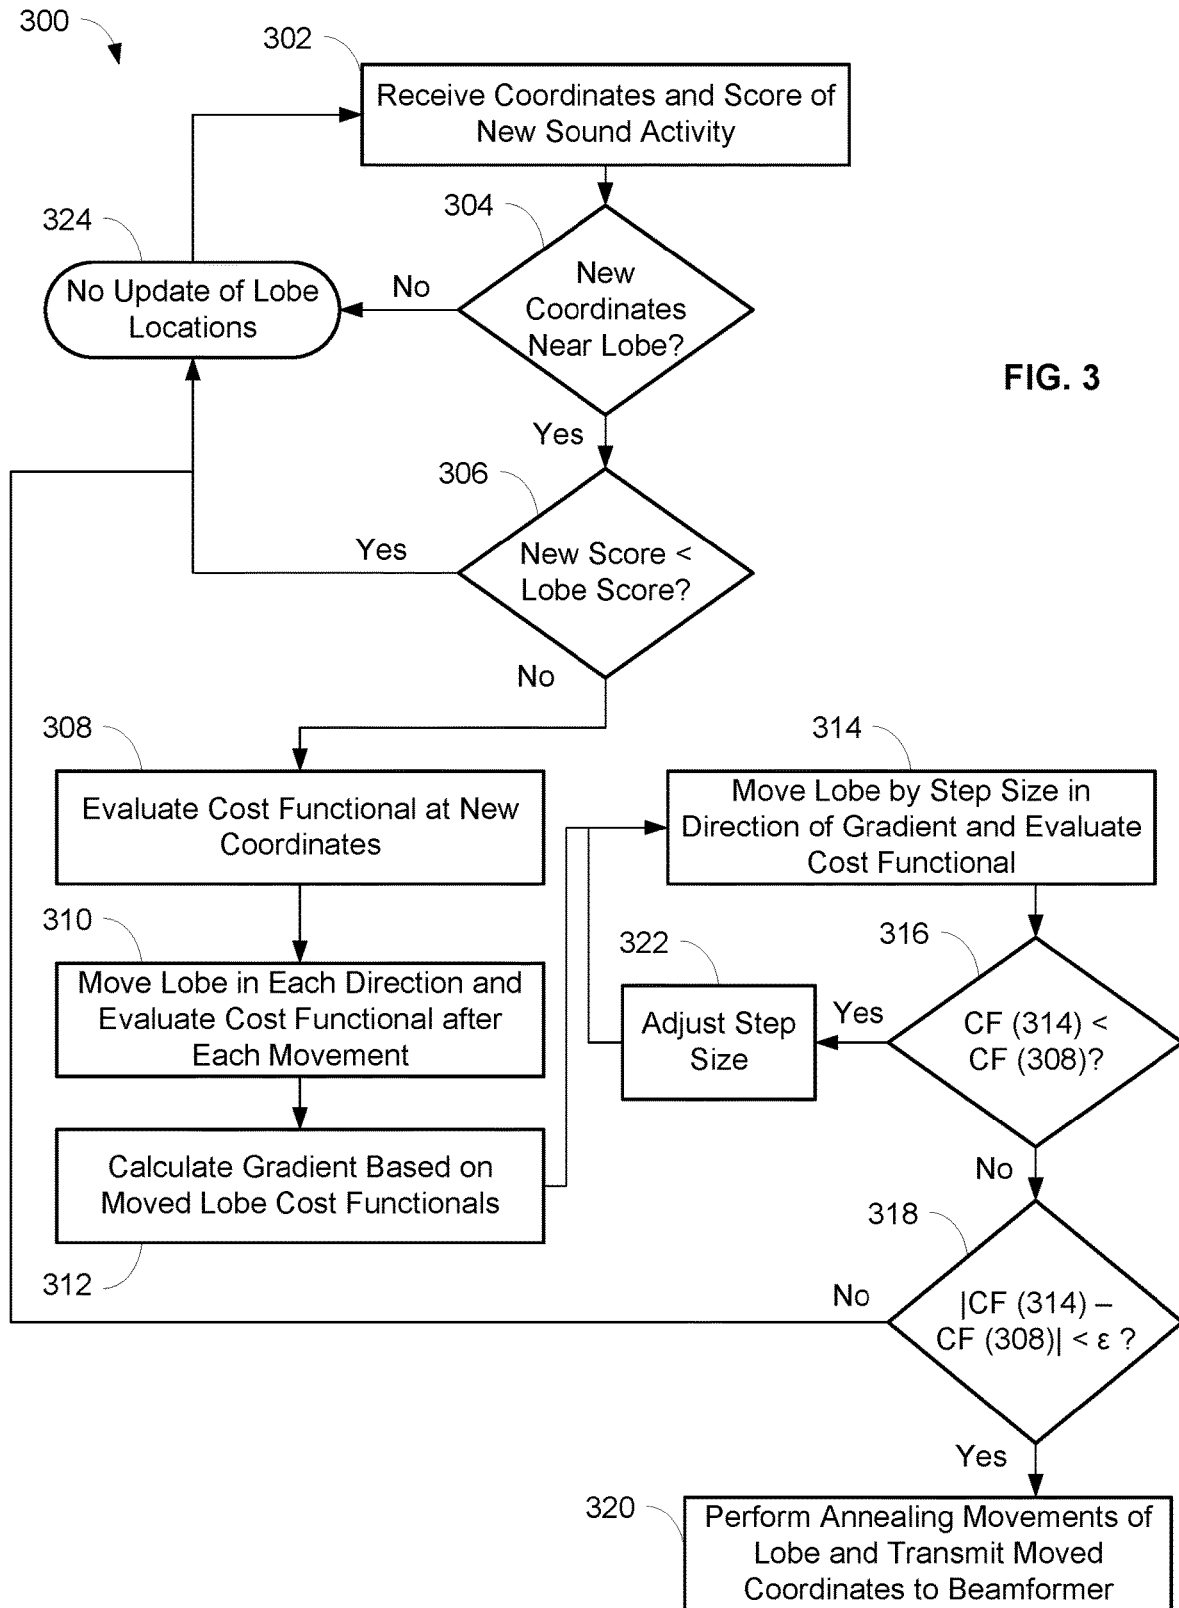 300
302
Receive Coordinates and Score of
New Sound Activity
304
324
New
Coordinates
Near Lobe?
No
No Update of Lobe
Locations
FIG. 3
Yes
306
New Score <
Lobe Score?
Yes
No
308
Evaluate Cost Functional at New
Coordinates
310
Move Lobe in Each Direction and
Evaluate Cost Functional after
Each Movement
Calculate Gradient Based on
Moved Lobe Cost Functionals
312
314
Move Lobe by Step Size in
Direction of Gradient and Evaluate
Cost Functional
316
322
Adjust Step
Size
Yes
CF (314) <
CF (308)?
No
318
No
|CF (314) –
CF (308)| < ε ?
Yes
320
Perform Annealing Movements of
Lobe and Transmit Moved
Coordinates to Beamformer